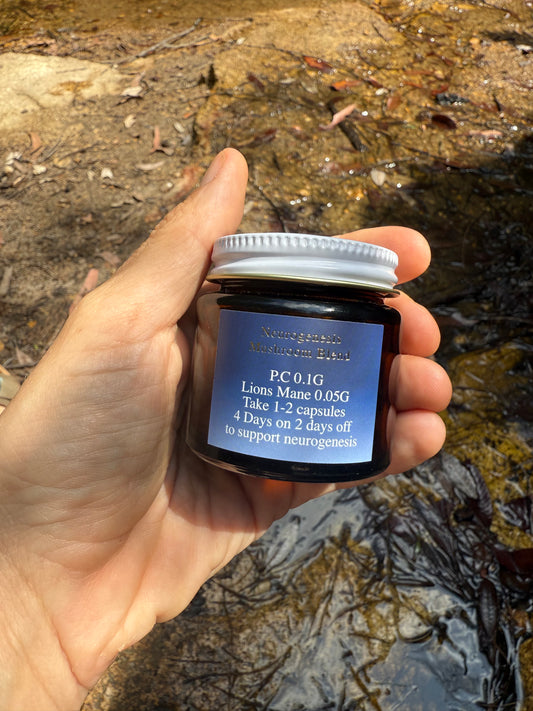 Neurogenesis
Mushroom Blend
P.C 0.1G
Lions Mane 0.05G
Take 1-2 capsules
4 Days on 2 days off
to support neurogenesis